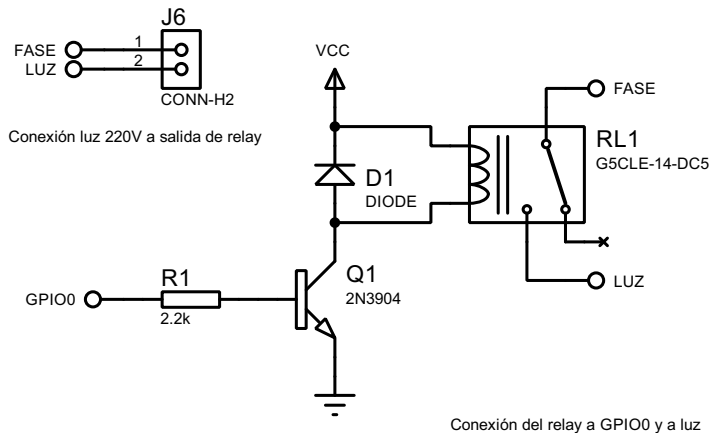 J6
FASE 1
LUZ 2
CONN-H2
Conexión luz 220V a salida de relay
VCC
FASE
RL1
G5CLE-14-DC5
D1
DIODE
LUZ
Q1
2N3904
R1
GPIO0
2.2k
Conexión del relay a GPIO0 y a luz